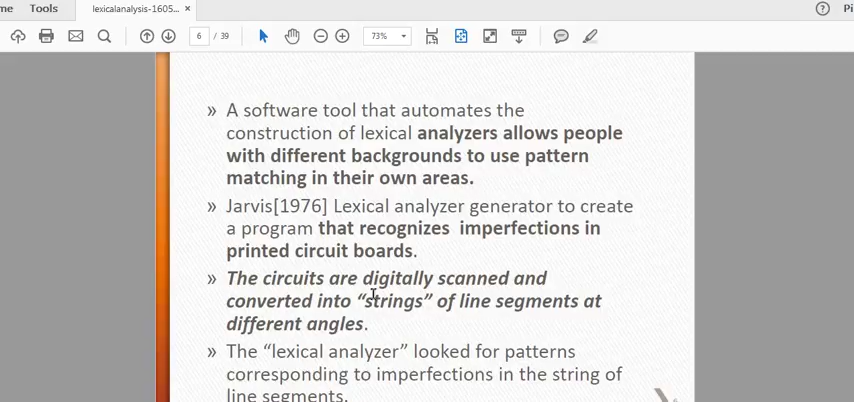 me Tools lexicalanalysis-1605... × ? Pi
6 / 39 73%
» A software tool that automates the
construction of lexical analyzers allows people
with different backgrounds to use pattern
matching in their own areas.
» Jarvis[1976] Lexical analyzer generator to create
a program that recognizes imperfections in
printed circuit boards.
» The circuits are digitally scanned and
converted into “strings” of line segments at
different angles.
» The “lexical analyzer” looked for patterns
corresponding to imperfections in the string of
line segments.